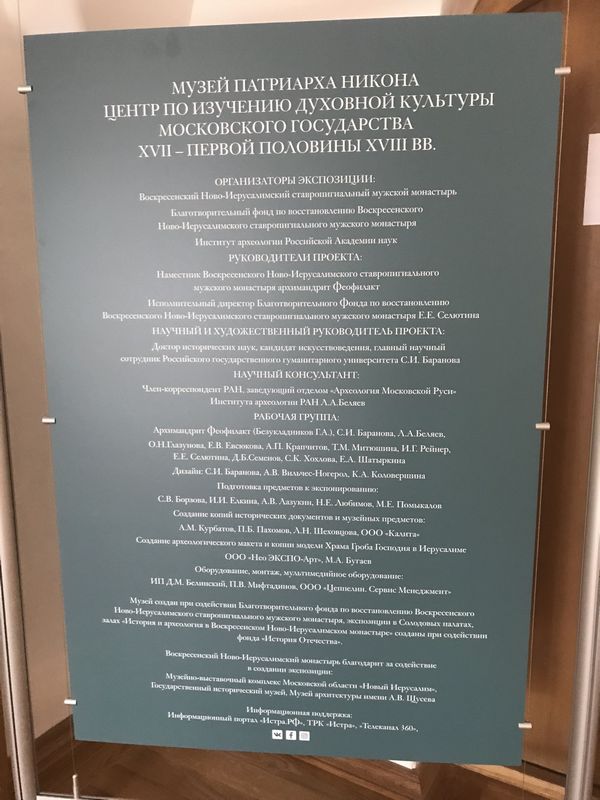 МУЗЕЙ ПАТРИАРХА НИКОНА
ЦЕНТР ПО ИЗУЧЕНИЮ ДУХОВНОЙ КУЛЬТУРЫ
МОСКОВСКОГО ГОСУДАРСТВА
XVII – ПЕРВОЙ ПОЛОВИНЫ XVIII ВВ.
ОРГАНИЗАТОРЫ ЭКСПОЗИЦИИ:
Воскресенский Ново-Иерусалимский ставропигиальный мужской монастырь
Благотворительный фонд по восстановлению Воскресенского
Ново-Иерусалимского ставропигиального мужского монастыря
Институт археологии Российской Академии наук
РУКОВОДИТЕЛИ ПРОЕКТА:
Наместник Воскресенского Ново-Иерусалимского ставропигиального
мужского монастыря архимандрит Феофилакт
Исполнительный директор Благотворительного Фонда по восстановлению
Воскресенского Ново-Иерусалимского ставропигиального мужского монастыря Е.Е. Селютина
НАУЧНЫЙ И ХУДОЖЕСТВЕННЫЙ РУКОВОДИТЕЛЬ ПРОЕКТА:
Доктор исторических наук, кандидат искусствоведения, главный научный
сотрудник Российского государственного гуманитарного университета С.И. Баранова
НАУЧНЫЙ КОНСУЛЬТАНТ:
Член-корреспондент РАН, заведующий отделом «Археология Московской Руси»
Института археологии РАН Л.А.Беляев
РАБОЧАЯ ГРУППА:
Архимандрит Феофилакт (Безукладников Г.А.), С.И. Баранова, Л.А.Беляев,
О.Н.Глазунова, Е.В. Евсюкова, А.П. Крапчитов, Т.М. Митюшина, И.Г. Рейнер,
Е.Е. Селютина, Д.Б.Семенов, С.К. Хохлова, Е.А. Шатыркина
Дизайн: С.И. Баранова, А.В. Вильчес-Ногерол, К.А. Коловершина
Подготовка предметов к экспонированию:
С.В. Борзова, И.И. Елкина, А.В. Лазукин, Н.Е. Любимов, М.Е. Помыкалов
Создание копий исторических документов и музейных предметов:
А.М. Курбатов, П.Б. Пахомов, Л.Н. Шеховцова, ООО «Калита»
Создание археологического макета и копии модели Храма Гроба Господня в Иерусалиме
ООО «Нео ЭКСПО-Арт», М.А. Бугаев
Оборудование, монтаж, мультимедийное оборудование:
ИП Д.М. Белинский, П.В. Мифтадинов, ООО «Цеппелин. Сервис Менеджмент»
Музей создан при содействии Благотворительного фонда по восстановлению Воскресенского
Ново-Иерусалимского ставропигиального мужского монастыря, экспозиции в Солодовых палатах,
залах «История и археология в Воскресенском Ново-Иерусалимском монастыре» созданы при содействии
фонда «История Отечества».
Воскресенский Ново-Иерусалимский монастырь благодарит за содействие
в создании экспозиции:
Музейно-выставочный комплекс Московской области «Новый Иерусалим»,
Государственный исторический музей, Музей архитектуры имени А.В. Щусева
Информационная поддержка:
Информационный портал «Истра.РФ», ТРК «Истра», «Телеканал 360»,